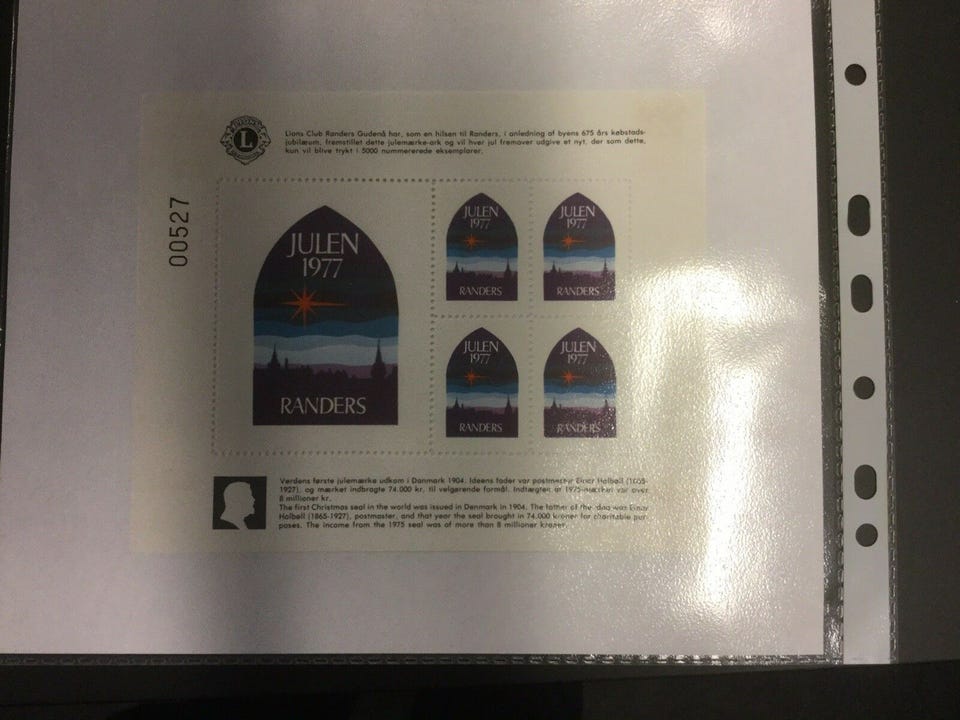 L
Lions Club Randers Gudenå har, som en hilsen til Randers, i anledning af byens 675 års købstads-
jubilæum, fremstillet dette julemærke-ark og vil hver jul fremover udgive et nyt, der som dette,
kun vil blive trykt i 5000 nummererede eksemplarer.
00527
JULEN
1977
RANDERS
JULEN
1977
RANDERS
JULEN
1977
RANDERS
JULEN
1977
RANDERS
JULEN
1977
RANDERS
Verdens første julemærke udkom i Danmark 1904. Ideens fader var postmester Einar Holbøll (1865-
1927), og mærket indbragte 74.000 kr. til velgørende formål. Indtægten af 1975-mærket var over
8 millioner kr.
The first Christmas seal in the world was issued in Denmark in 1904. The father of the idea was Einar
Holbøll (1865-1927), postmaster, and that year the seal brought in 74.000 kroner for charitable pur-
poses. The income from the 1975 seal was of more than 8 millioner kroner.